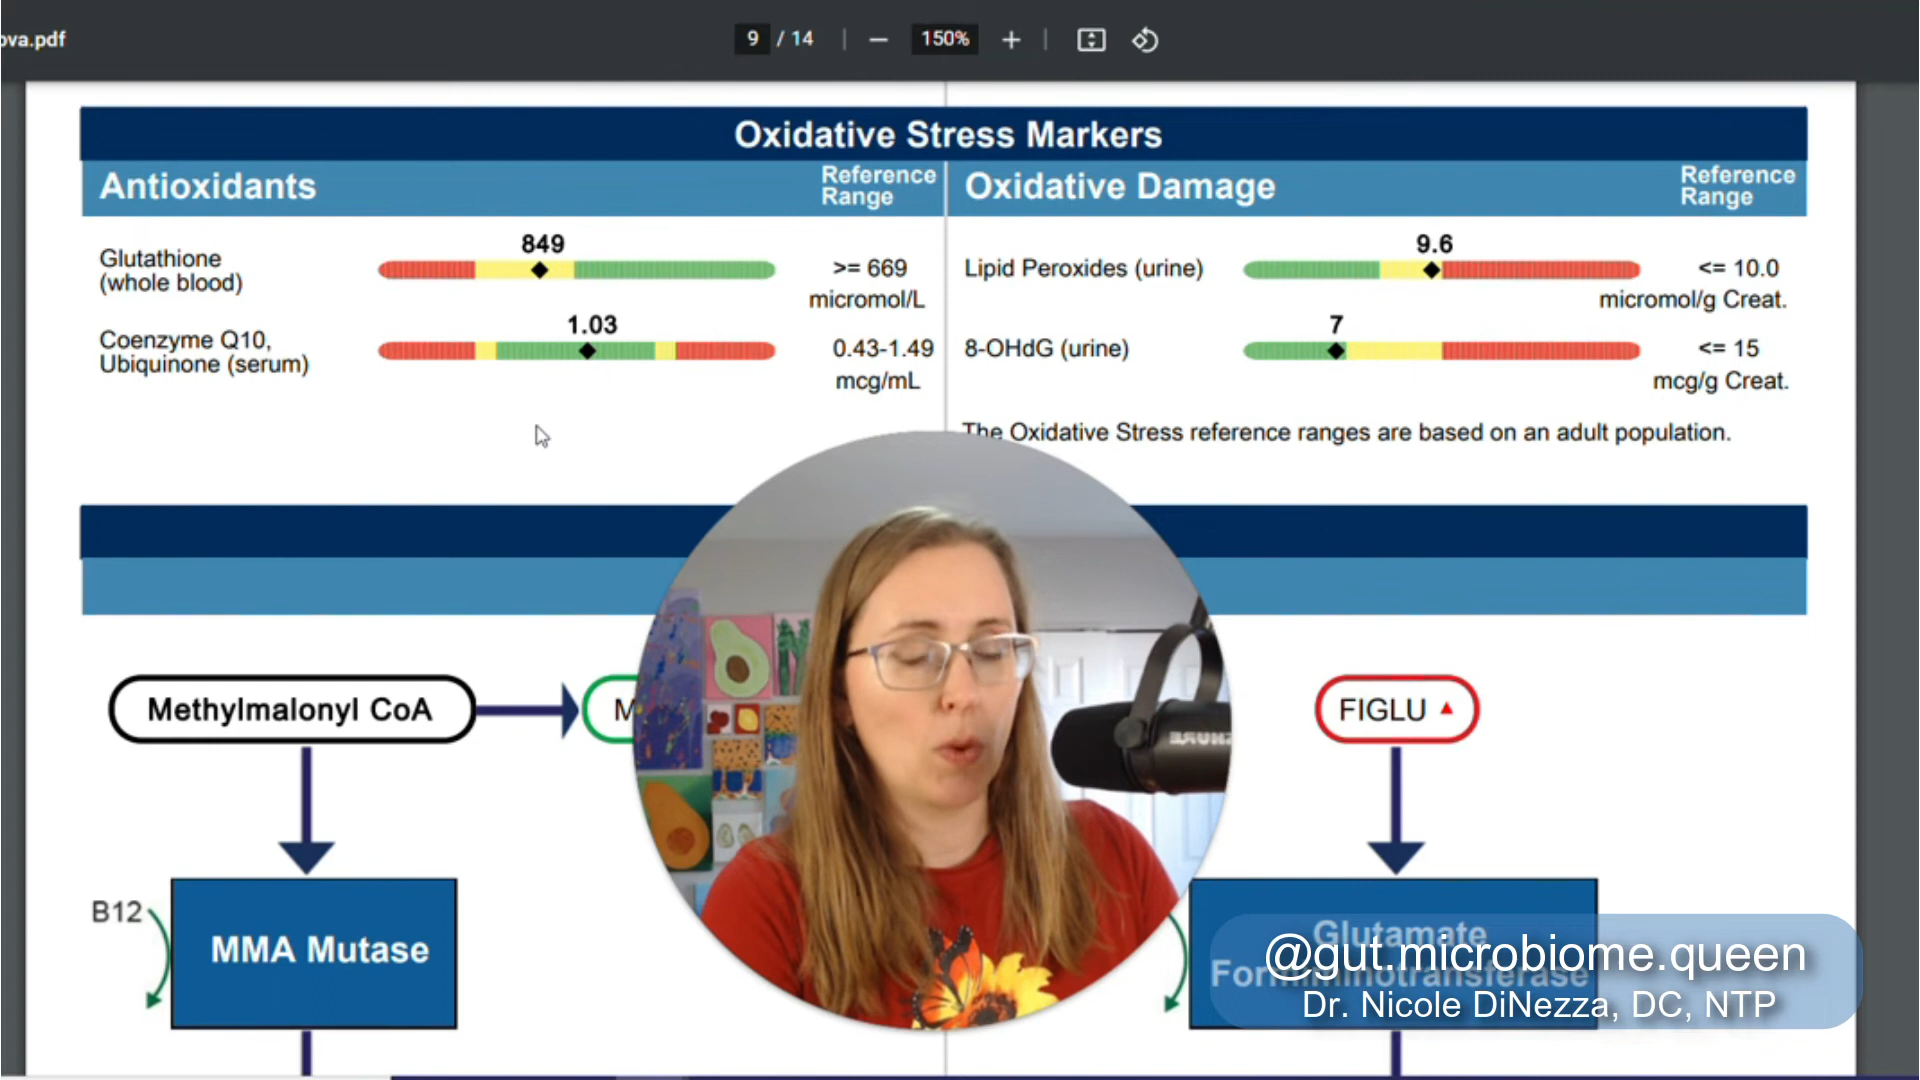 ova.pdf
9 / 14
150%
Oxidative Stress Markers
Antioxidants
Reference
Range
Oxidative Damage
Reference
Range
849
Glutathione
(whole blood)
>= 669
micromol/L
1.03
Coenzyme Q10,
Ubiquinone (serum)
0.43-1.49
mcg/mL
9.6
Lipid Peroxides (urine)
<= 10.0
micromol/g Creat.
7
8-OHdG (urine)
<= 15
mcg/g Creat.
The Oxidative Stress reference ranges are based on an adult population.
Methylmalonyl CoA
M
FIGLU
B12
MMA Mutase
Glutamate
Formiminotransferase
@gut.microbiome.queen
Dr. Nicole DiNezza, DC, NTP